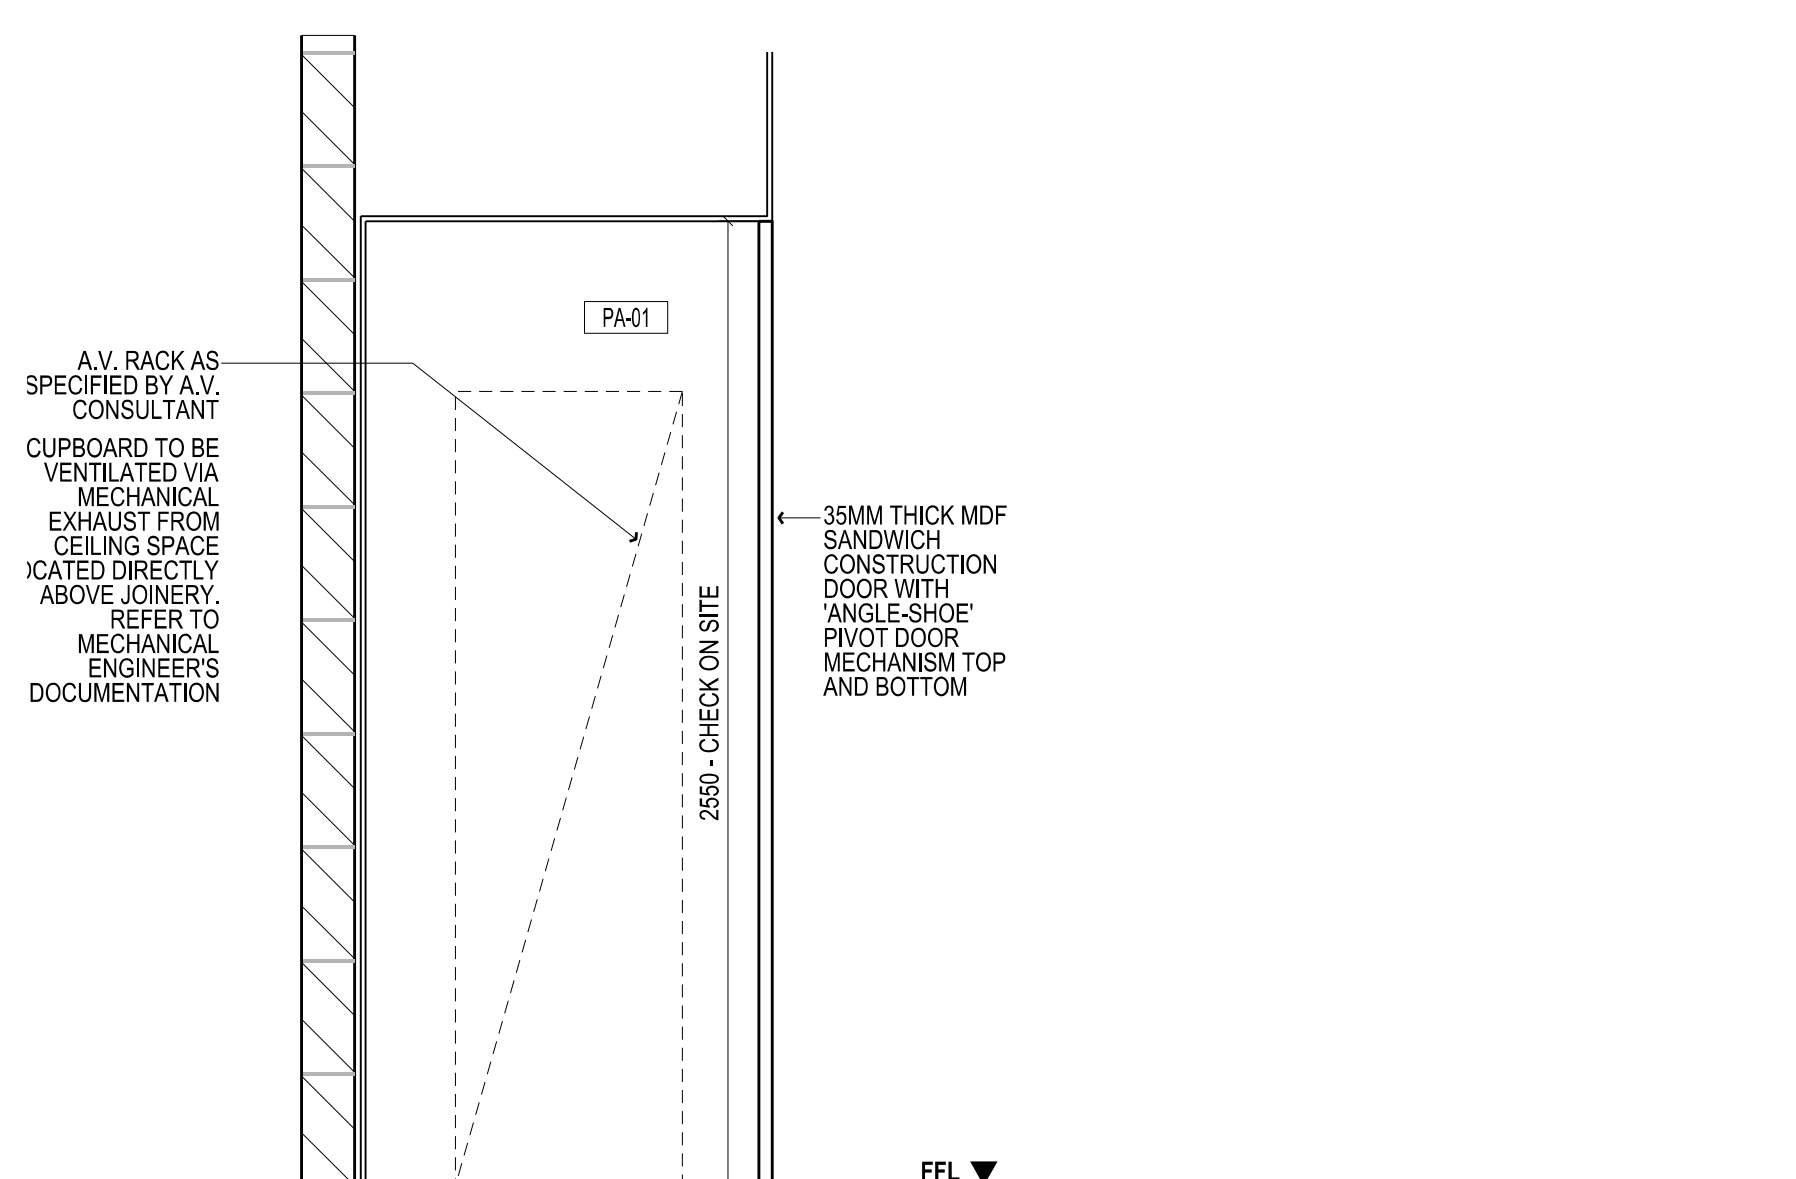 PA-01
A.V. RACK AS
SPECIFIED BY A.V.
CONSULTANT
CUPBOARD TO BE
VENTILATED VIA
MECHANICAL
EXHAUST FROM
CEILING SPACE
DIRECTLY
ABOVE JOINERY.
REFER TO
MECHANICAL
ENGINEER'S
DOCUMENTATION
2550 - CHECK ON SITE
35MM THICK MDF
SANDWICH
CONSTRUCTION
DOOR WITH
'ANGLE-SHOE'
PIVOT DOOR
MECHANISM TOP
AND BOTTOM
FFL